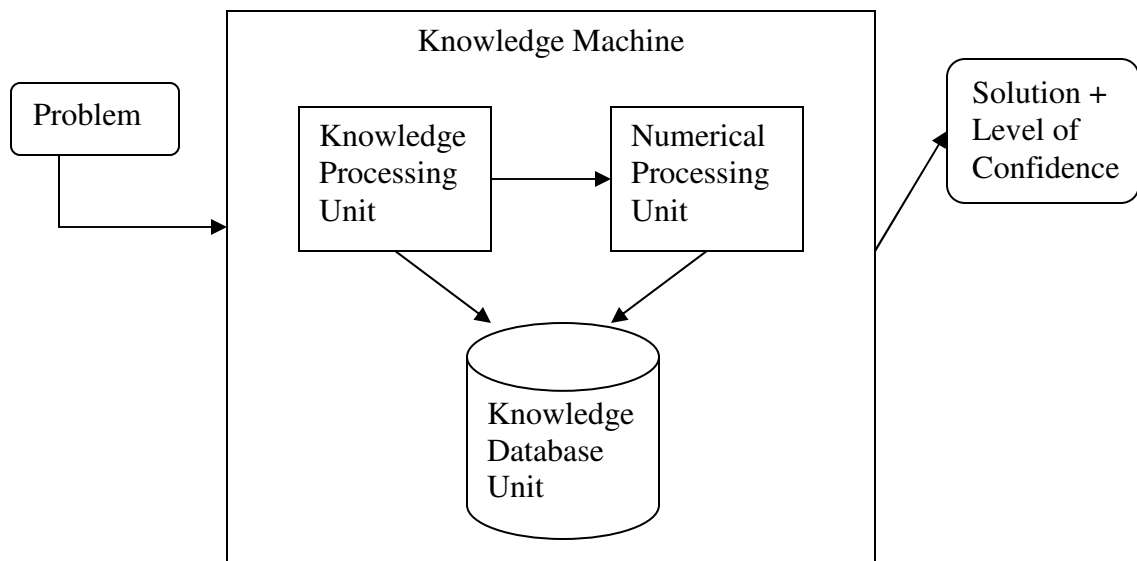 Knowledge Machine
Problem
Knowledge
Processing
Unit
Numerical
Processing
Unit
Solution +
Level of
Confidence
Knowledge
Database
Unit